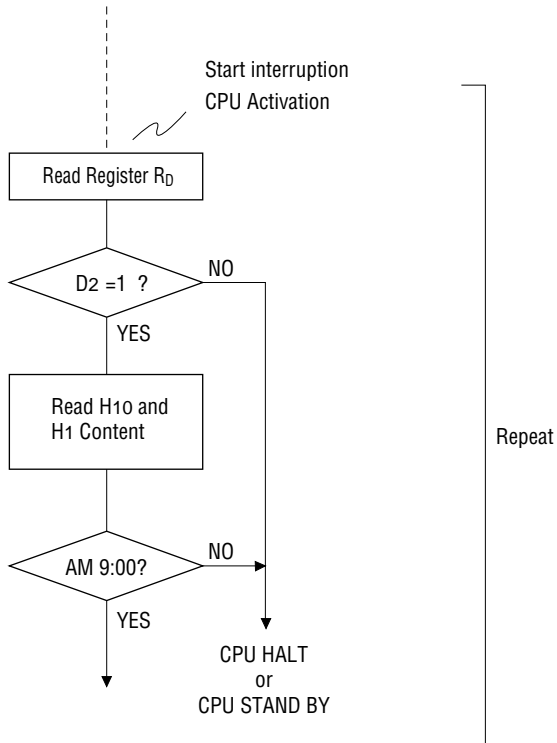 Start interruption
CPU Activation
Read Register RD
D2 =1 ?
NO
YES
Read H10 and
H1 Content
Repeat
AM 9:00?
NO
YES
CPU HALT
or
CPU STAND BY